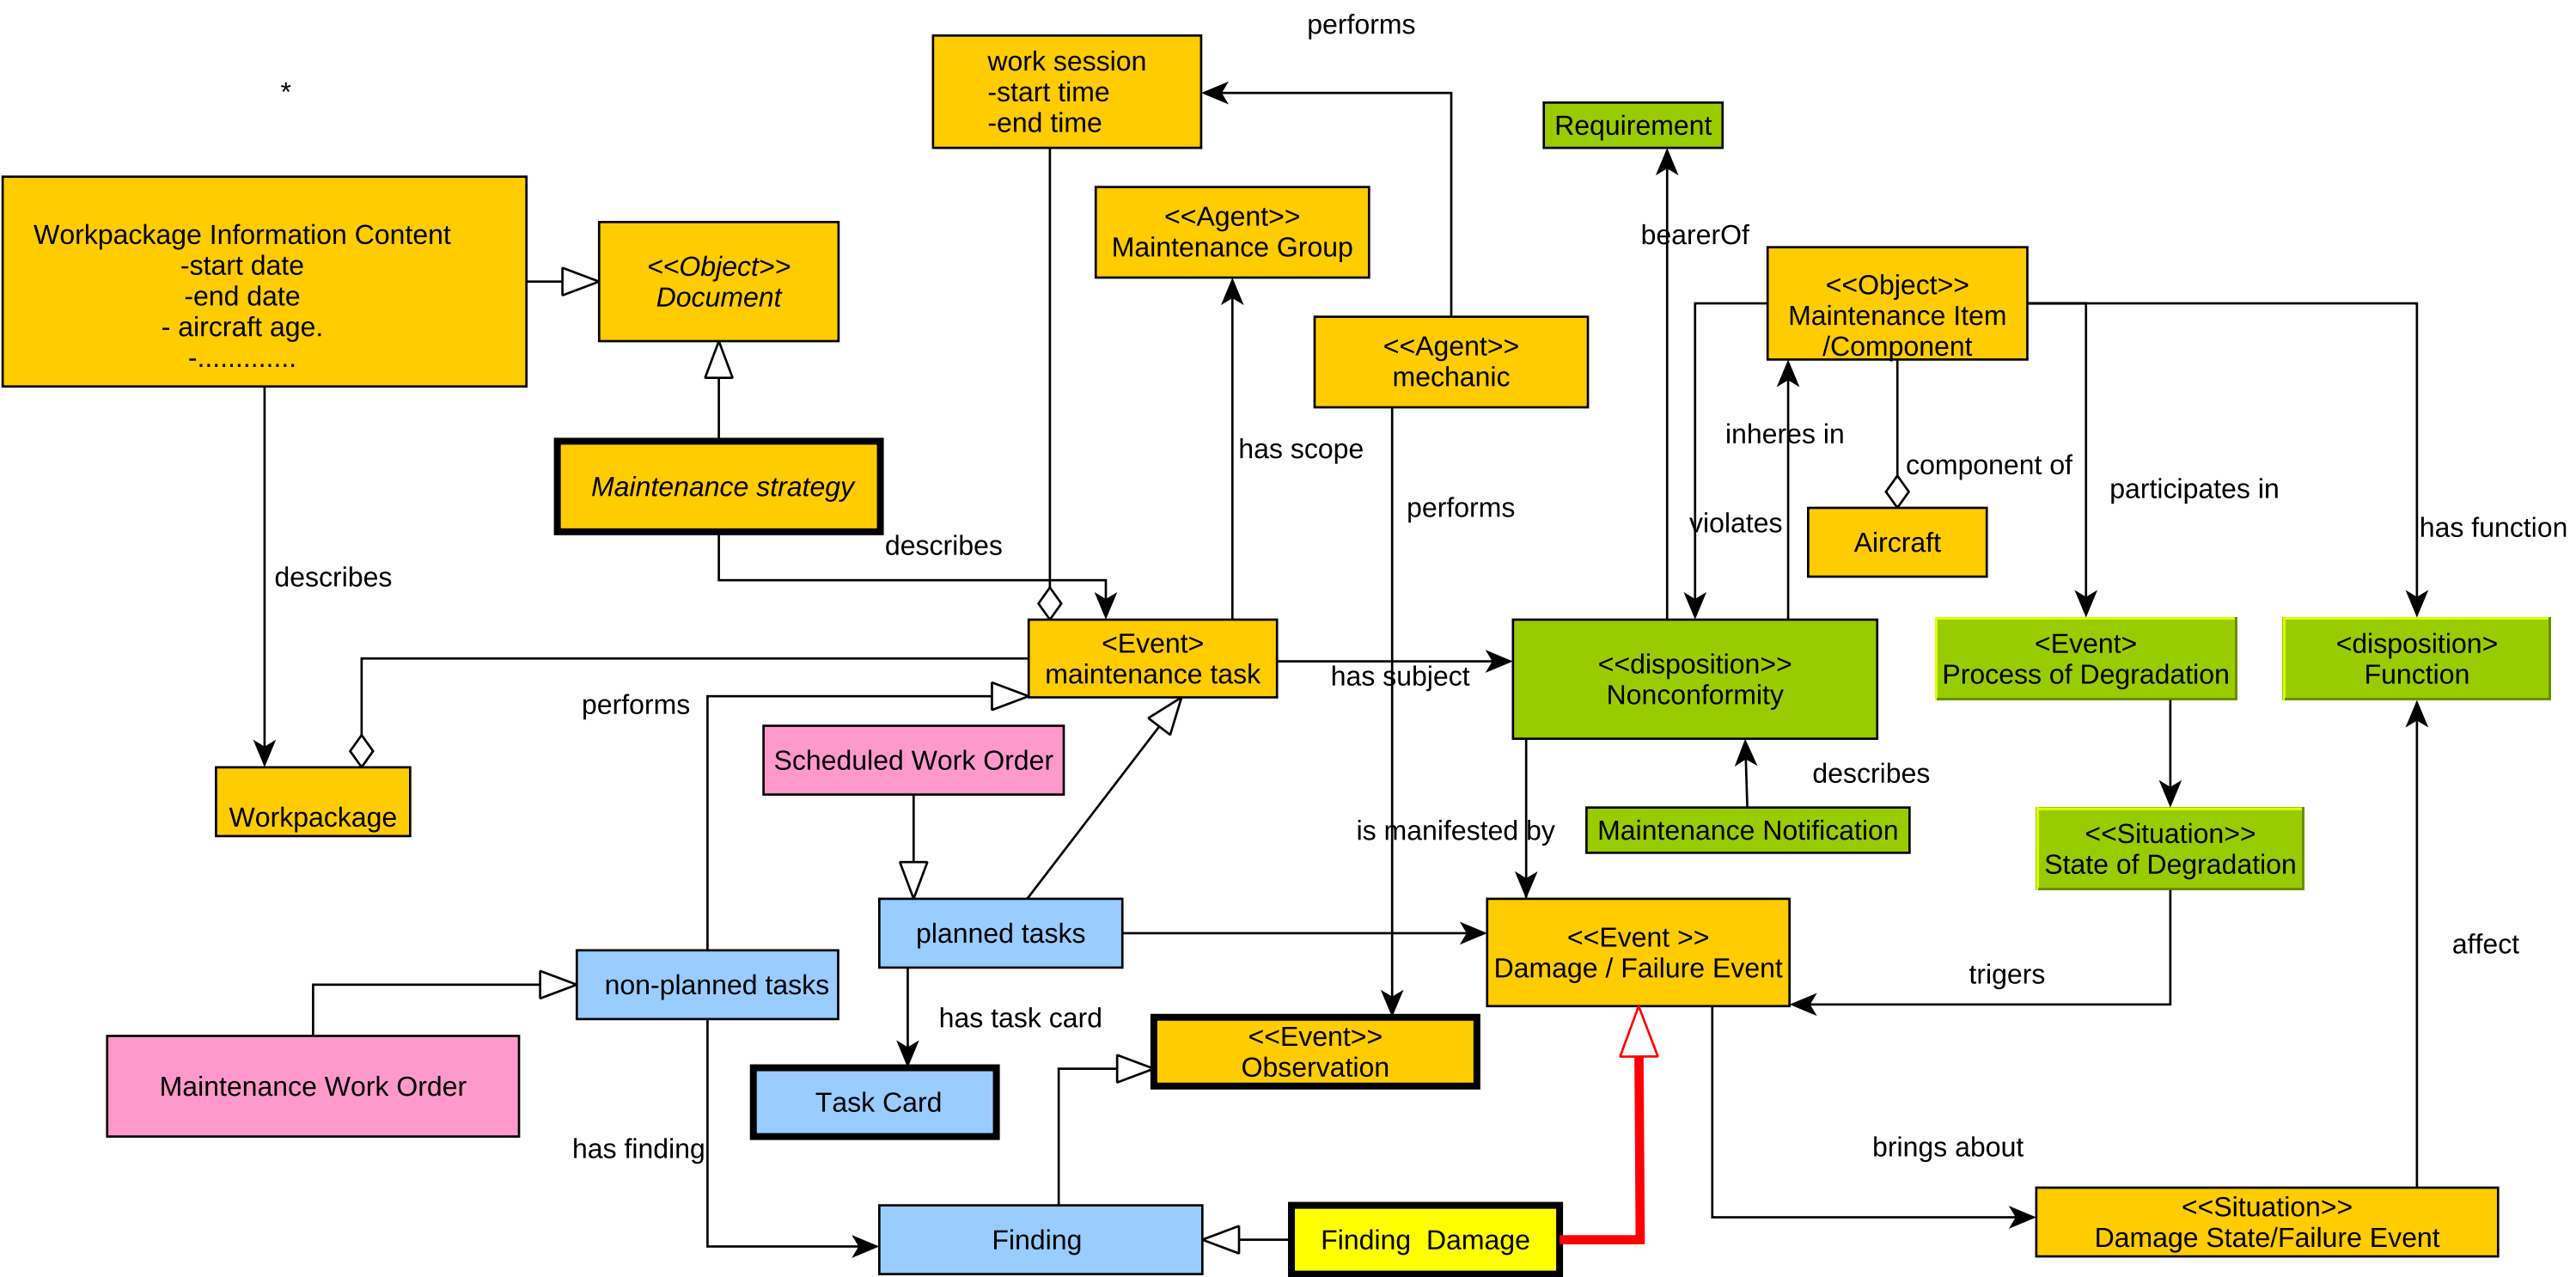 performs
work session
-start time
-end time
*
Requirement
Workpackage Information Content
-start date
-end date
- aircraft age.
-.............
<<Object>>
Document
<<Agent>>
Maintenance Group
bearerOf
<<Object>>
Maintenance Item
/Component
<<Agent>>
mechanic
has scope
inheres in
component of
participates in
Maintenance strategy
performs
violates
has function
describes
Aircraft
describes
<Event>
maintenance task
has subject
<<disposition>>
Nonconformity
<Event>
Process of Degradation
<disposition>
Function
performs
Scheduled Work Order
describes
Workpackage
is manifested by
Maintenance Notification
<<Situation>>
State of Degradation
planned tasks
<<Event >>
Damage / Failure Event
affect
trigers
non-planned tasks
has task card
<<Event>>
Observation
Maintenance Work Order
Task Card
has finding
brings about
Finding
Finding  Damage
<<Situation>>
Damage State/Failure Event